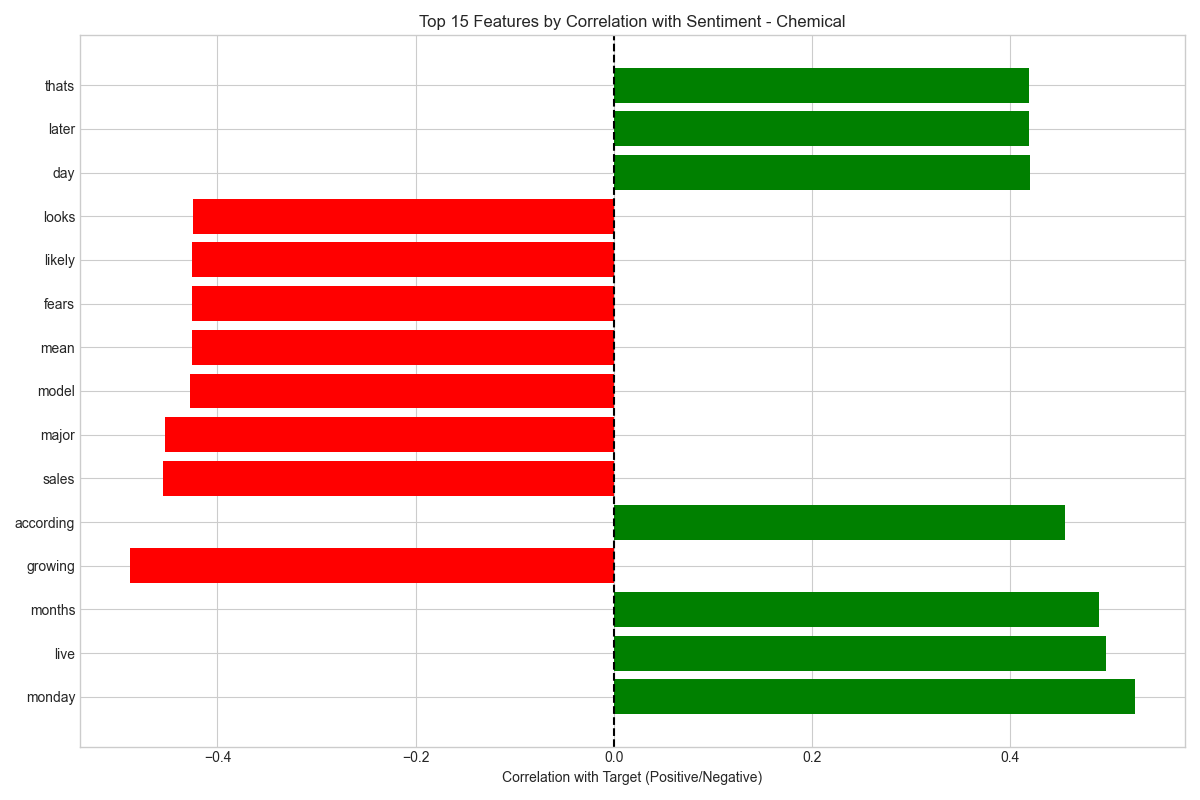 Top 15 Features by Correlation with Sentiment - Chemical
thats
later
day
looks
likely
fears
mean
model
major
sales
according
growing
months
live
monday
−0.4 −0.2 0.0 0.2 0.4
Correlation with Target (Positive/Negative)